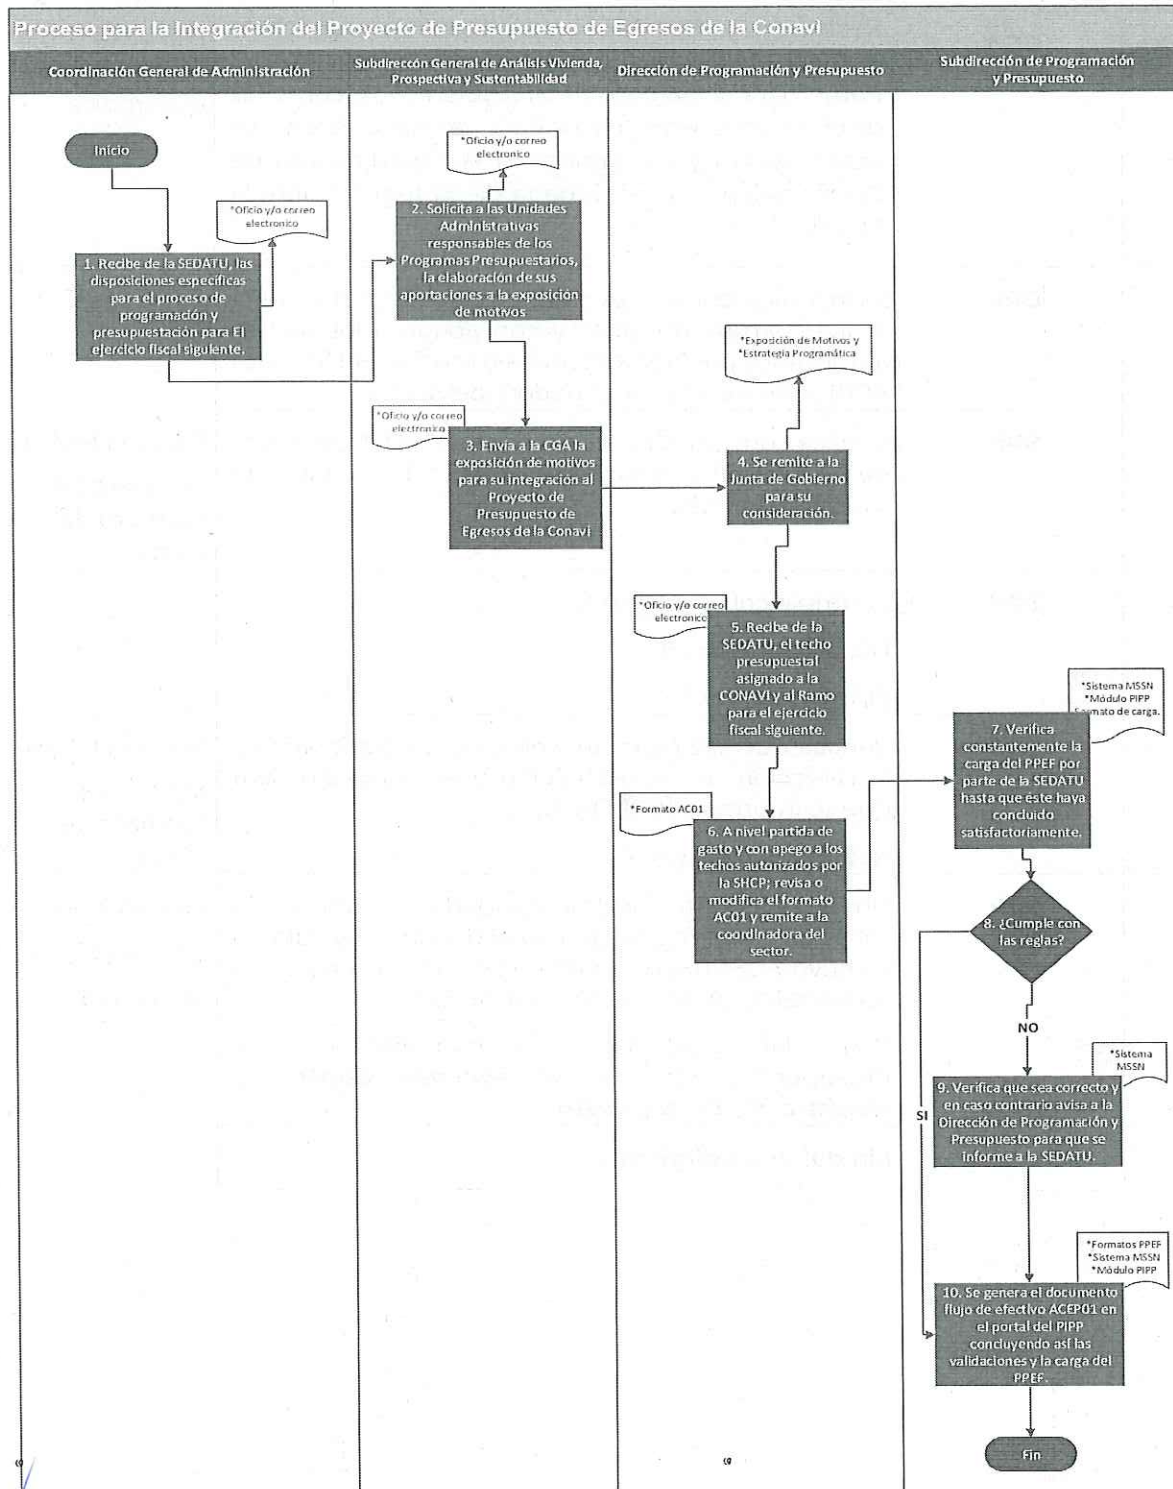 Proceso para la Integración del Proyecto de Presupuesto de Egresos de la Conavi
Coordinación General de Administración
Subdireccón General de Análisis Vivienda,
Prospectiva y Sustentabilidad
Dirección de Programación y Presupuesto
Subdirección de Programación
y Presupuesto
Inicio
*Oficio y/o correo
electronico
1. Recibe de la SEDATU, las
disposiciones especificas
para el proceso de
programación y
presupuestación para El
ejercicio fiscal siguiente.
*Oficio y/o correo
electronico
2. Solicita a las Unidades
Administrativas
responsables de los
Programas Presupuestarios,
la elaboración de sus
aportaciones a la exposición
de motivos
*Oficio y/o correo
electronico
3. Envía a la CGA la
exposición de motivos
para su integración al
Proyecto de
Presupuesto de
Egresos de la Conavi
*Exposición de Motivos y
*Estrategia Programática
4. Se remite a la
Junta de Gobierno
para su
consideración.
*Oficio y/o correo
electronico
5. Recibe de la
SEDATU, el techo
presupuestal
asignado a la
CONAVI y al Ramo
para el ejercicio
fiscal siguiente.
*Formato AC01
6. A nivel partida de
gasto y con apego a los
techos autorizados por
la SHCP; revisa o
modifica el formato
AC01 y remite a la
coordinadora del
sector.
*Sistema MSSN
*Módulo PIPP
Formato de carga.
7. Verifica
constantemente la
carga del PPEF por
parte de la SEDATU
hasta que éste haya
concluido
satisfactoriamente.
8. ¿Cumple con
las reglas?
NO
SI
*Sistema
MSSN
9. Verifica que sea correcto y
en caso contrario avisa a la
Dirección de Programación y
Presupuesto para que se
informe a la SEDATU.
*Formatos PPEF
*Sistema MSSN
*Módulo PIPP
10. Se genera el documento
flujo de efectivo ACEP01 en
el portal del PIPP
concluyendo así las
validaciones y la carga del
PPEF.
Fin